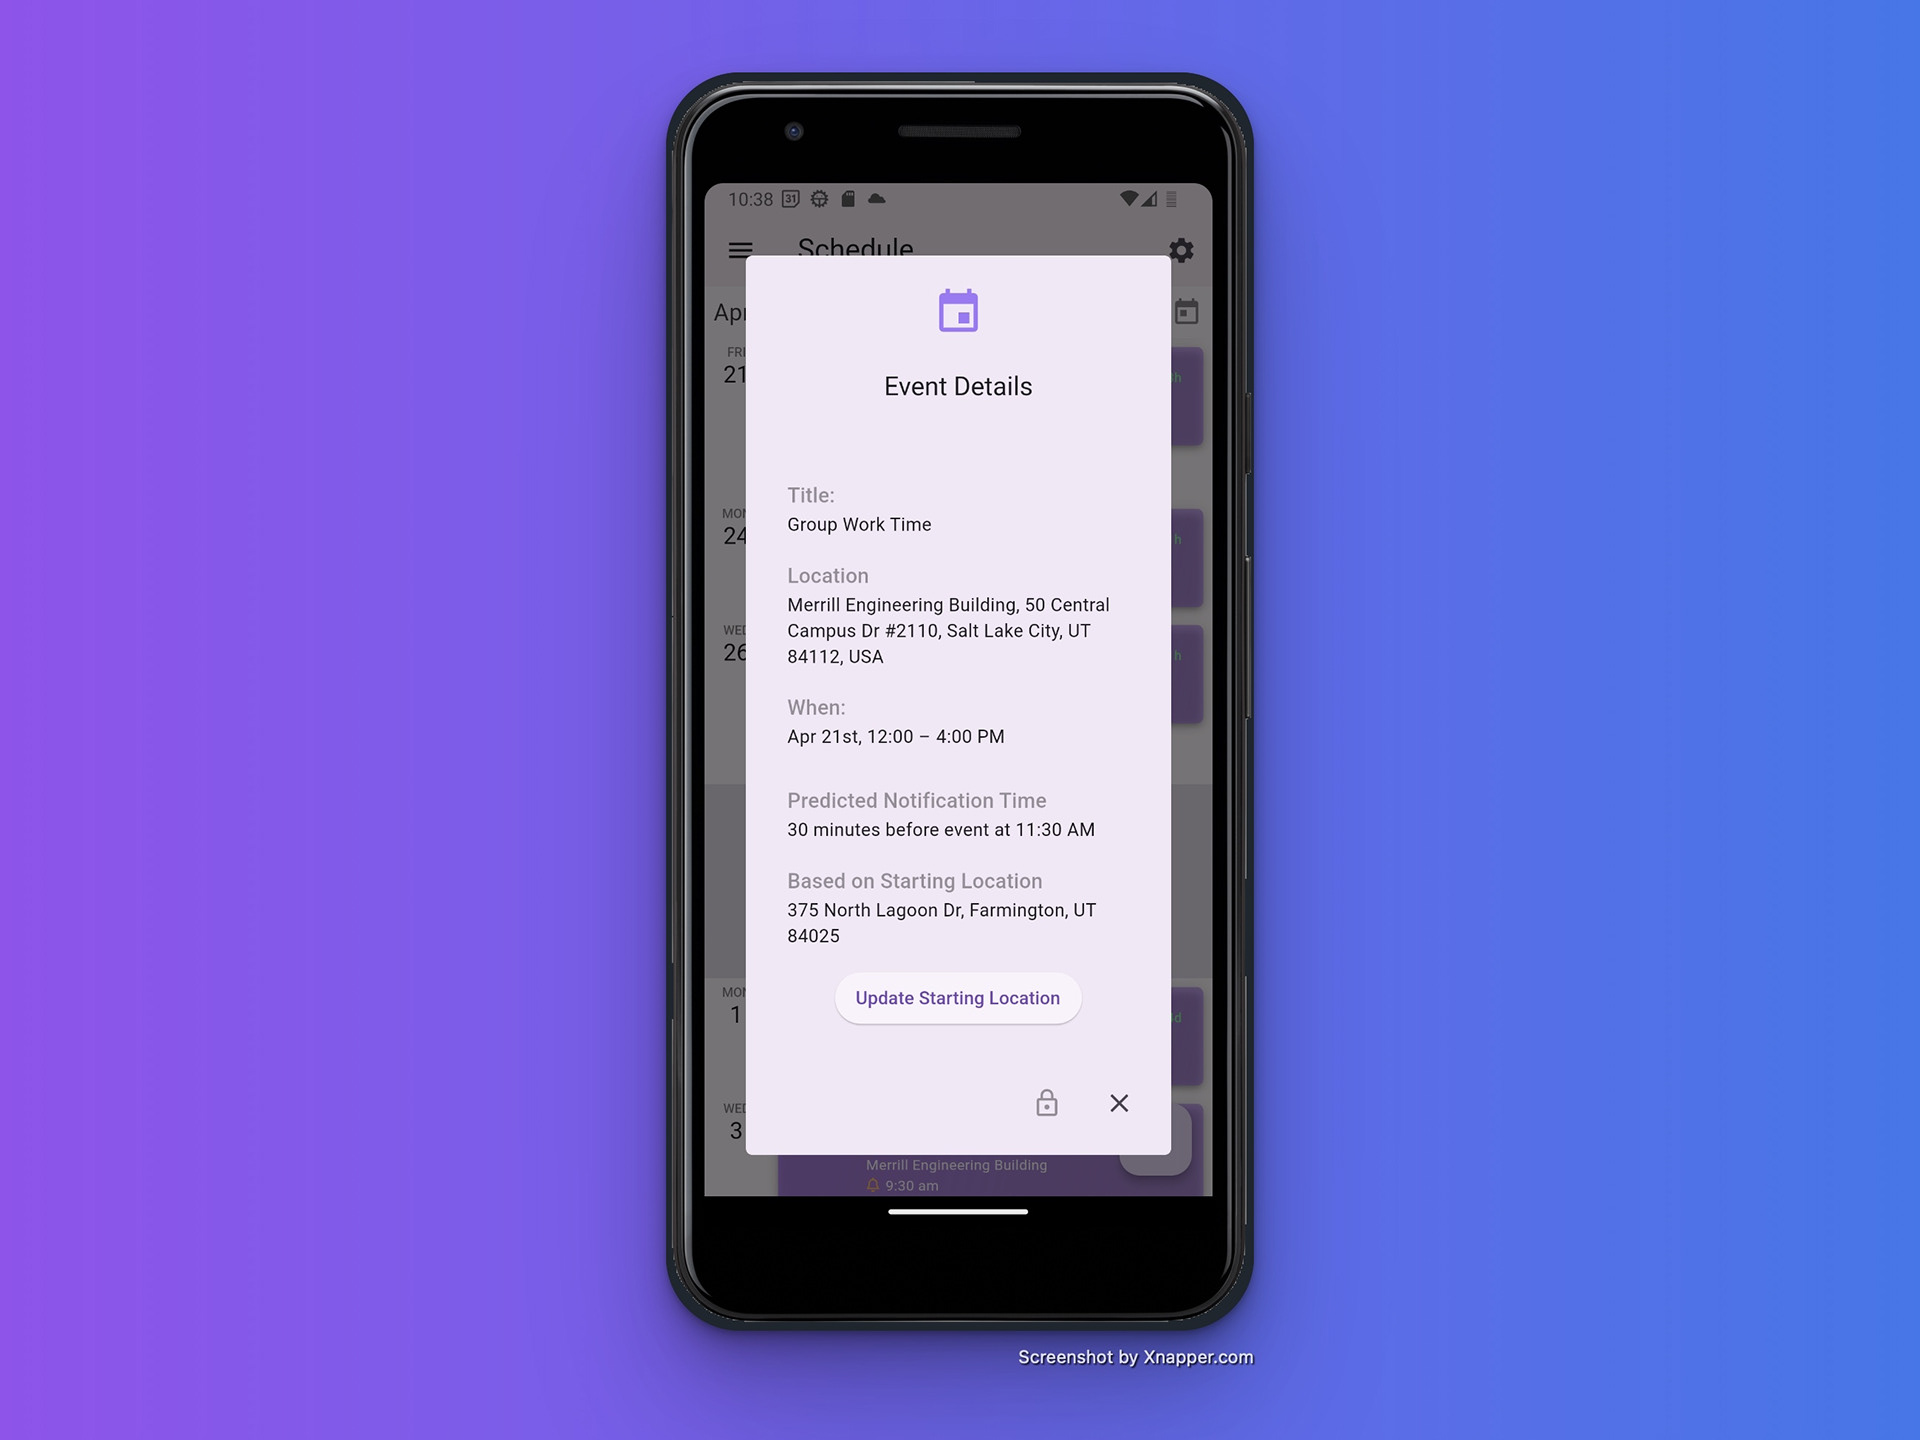 10:38
31
Schedule
Apr
FRI
21
h
MON
24
h
WED
26
h
MON
1
d
WED
3
Event Details
Title:
Group Work Time
Location
Merrill Engineering Building, 50 Central
Campus Dr #2110, Salt Lake City, UT
84112, USA
When:
Apr 21st, 12:00 – 4:00 PM
Predicted Notification Time
30 minutes before event at 11:30 AM
Based on Starting Location
375 North Lagoon Dr, Farmington, UT
84025
Update Starting Location
Merrill Engineering Building
9:30 am
Screenshot by Xnapper.com